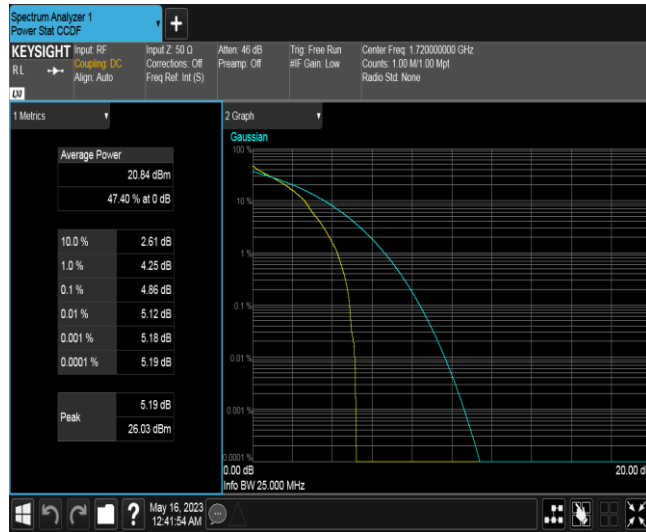 Spectrum Analyzer 1
Power Stat CCDF
+
KEYSIGHT
RL
LXI
Input: RF
Coupling: DC
Align: Auto
Input Z: 50 Ω
Corrections: Off
Freq Ref: Int (S)
Atten: 46 dB
Preamp: Off
Trig: Free Run
#IF Gain: Low
Center Freq: 1.720000000 GHz
Counts: 1.00 M/1.00 Mpt
Radio Std: None
1 Metrics
Average Power
20.84 dBm
47.40 % at 0 dB
10.0 % 2.61 dB
1.0 % 4.25 dB
0.1 % 4.86 dB
0.01 % 5.12 dB
0.001 % 5.18 dB
0.0001 % 5.19 dB
Peak
5.19 dB
26.03 dBm
2 Graph
Gaussian
100 %
10 %
1 %
0.1 %
0.01 %
0.001 %
0.0001 %
0.00 dB
20.00 d
Info BW 25.000 MHz
?
May 16, 2023
12:41:54 AM